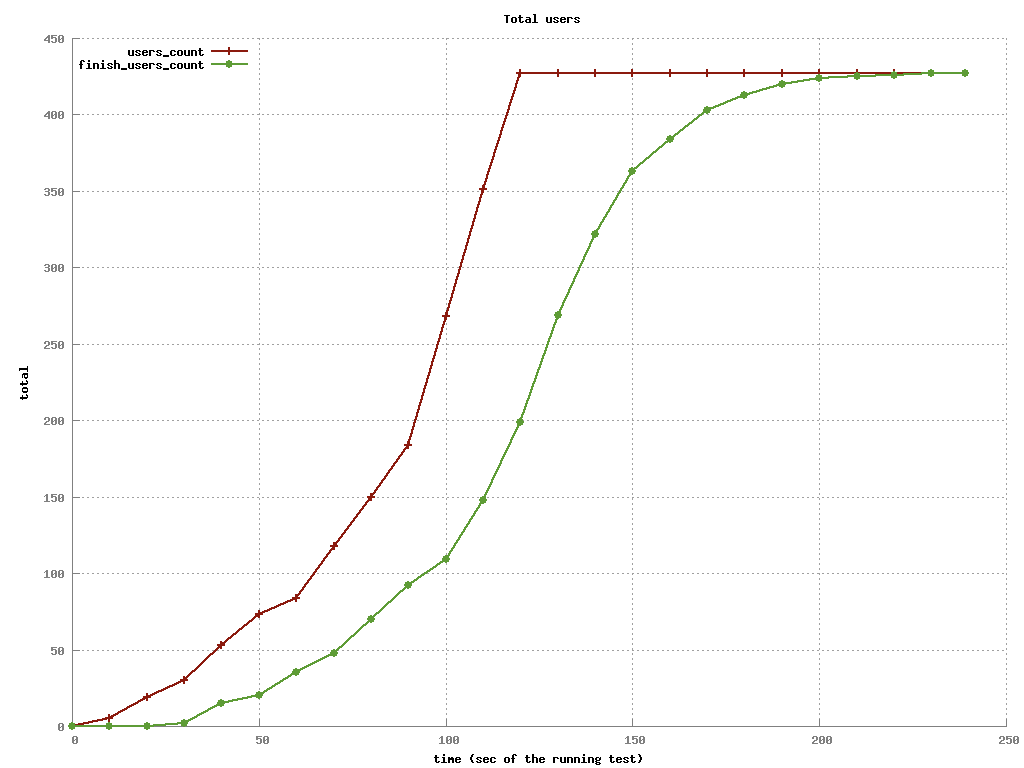 Total users
users_count
finish_users_count
450
400
350
300
250
200
150
100
50
0
total
0 50 100 150 200 250
time (sec of the running test)